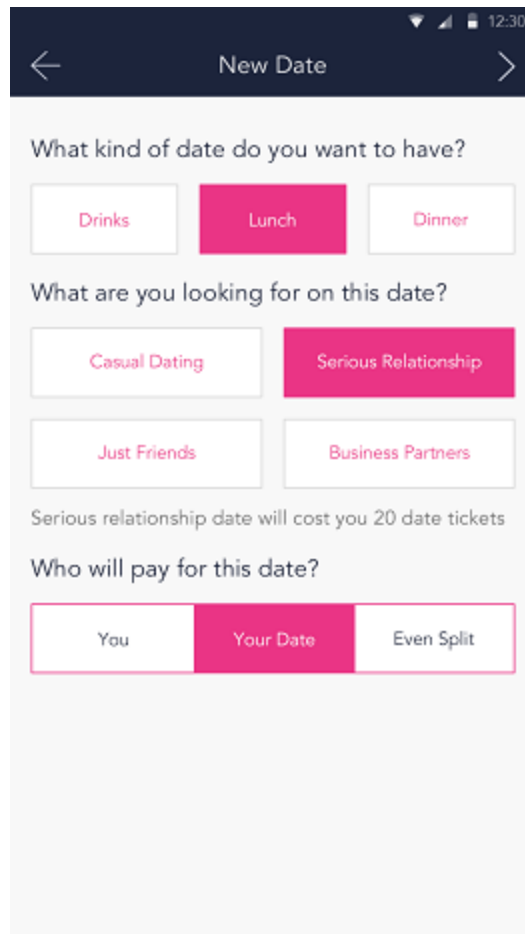 12:30
New Date
What kind of date do you want to have?
Drinks Lunch Dinner
What are you looking for on this date?
Casual Dating Serious Relationship
Just Friends Business Partners
Serious relationship date will cost you 20 date tickets
Who will pay for this date?
You Your Date Even Split